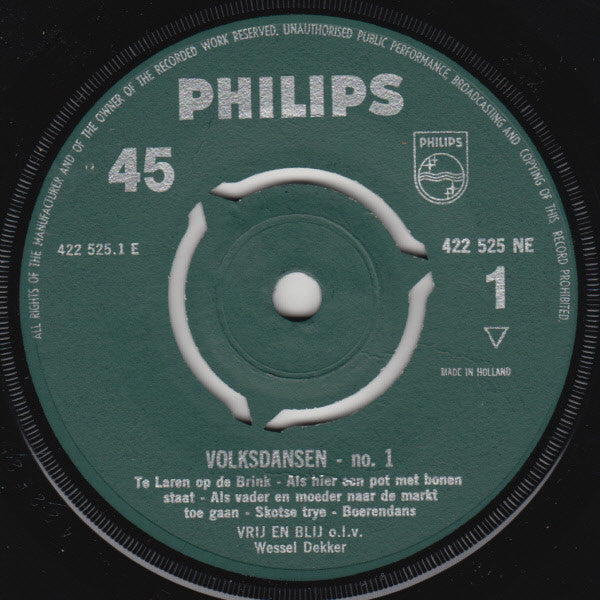 ALL RIGHTS OF THE MANUFACTURER AND OF THE OWNER OF THE RECORDED WORK RESERVED. UNAUTHORISED PUBLIC PERFORMANCE, BROADCASTING AND COPYING OF THIS RECORD PROHIBITED.
PHILIPS
45
PHILIPS
422 525.1 E
422 525 NE
1
MADE IN HOLLAND
VOLKSDANSEN - no. 1
Te Laren op de Brink - Als hier een pot met bonen
staat - Als vader en moeder naar de markt
toe gaan - Skotse trye - Boerendans
VRIJ EN BLIJ o.l.v.
Wessel Dekker